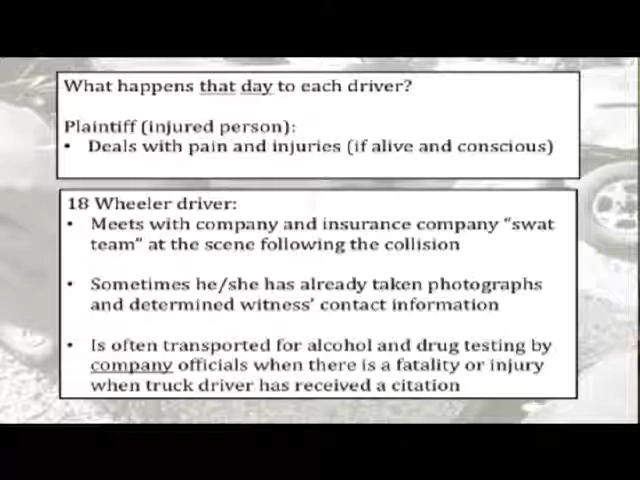 What happens that day to each driver?
Plaintiff (injured person):
• Deals with pain and injuries (if alive and conscious)
18 Wheeler driver:
• Meets with company and insurance company “swat
team” at the scene following the collision
• Sometimes he/she has already taken photographs
and determined witness’ contact information
• Is often transported for alcohol and drug testing by
company officials when there is a fatality or injury
when truck driver has received a citation